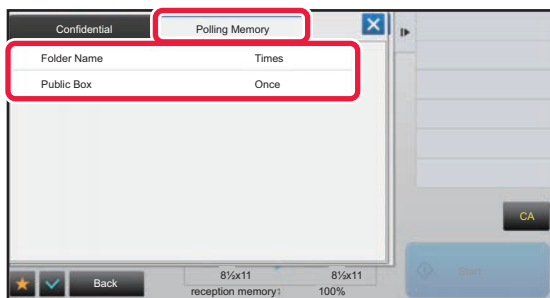 Confidential Polling Memory
Folder Name Times
Public Box Once
CA
8½x11 8½x11
Back Start
reception memory: 100%